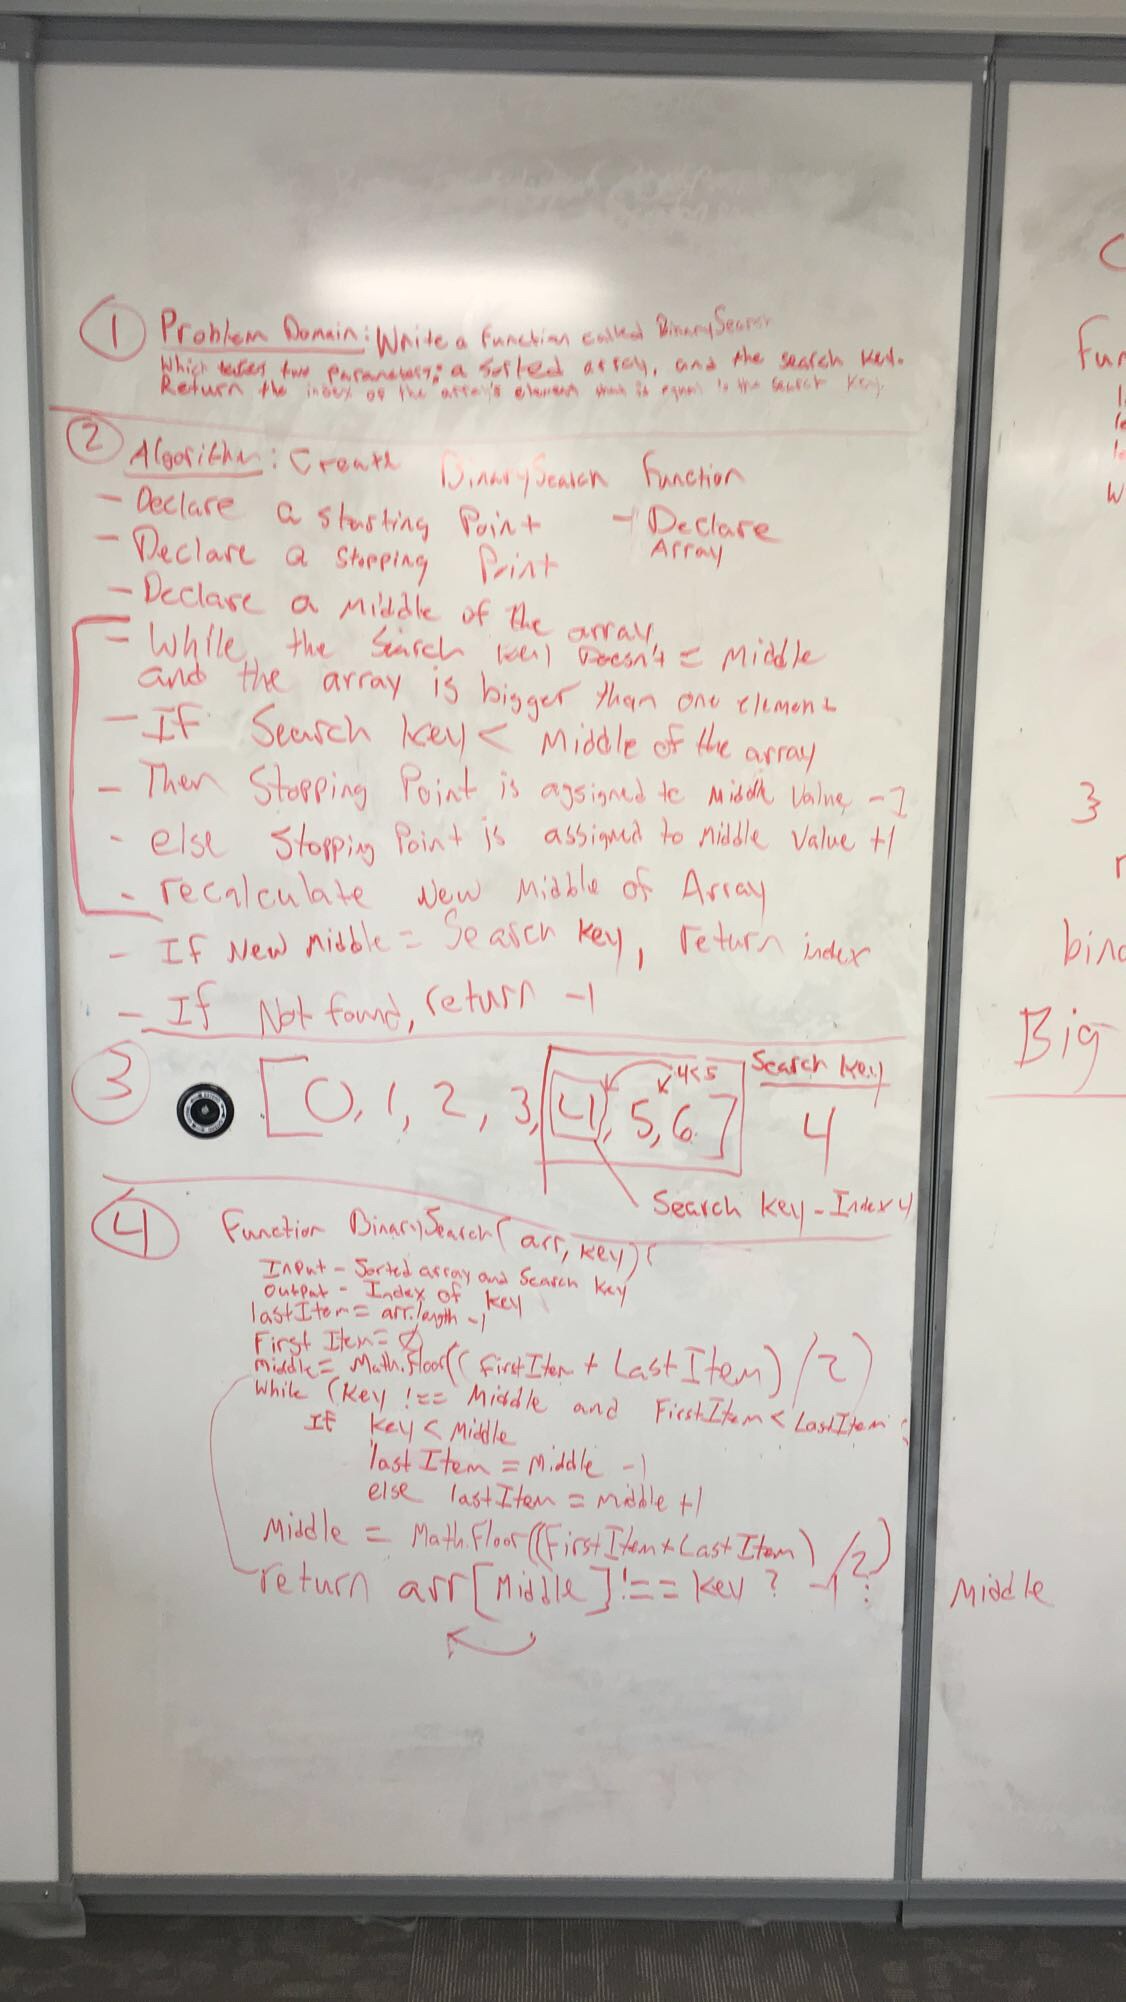 1 Problem Domain: Write a function called BinarySearch
which takes two parameters; a sorted array, and the search key.
Return the index of the array's element that is equal to the search key.
2 Algorithm: Create BinarySearch Function
- Declare a starting Point - Declare Array
- Declare a stopping Point
- Declare a Middle of the array
- While, the Search key Doesn't = Middle
and the array is bigger than one element
- If Search key < Middle of the array
- Then Stopping Point is assigned to Middle Value -1
- else Stopping Point is assigned to Middle Value +1
- recalculate New Middle of Array
- If New Middle = Search key, return index
- If Not found, return -1
3 [0, 1, 2, 3, 4, 5, 6] 4<5 Search key
4
Search key - Index 4
4 Function BinarySearch(arr, key){
Input - Sorted array and Search key
Output - Index of key
lastItem = arr.length -1
First Item = 0
Middle = Math.Floor((FirstItem + LastItem) / 2)
While (key !== Middle and FirstItem < LastItem;
If key < Middle
lastItem = Middle -1
else lastItem = middle +1
Middle = Math.Floor((FirstItem + LastItem) / 2)
return arr[Middle] !== key ? -1 : Middle
3
Big